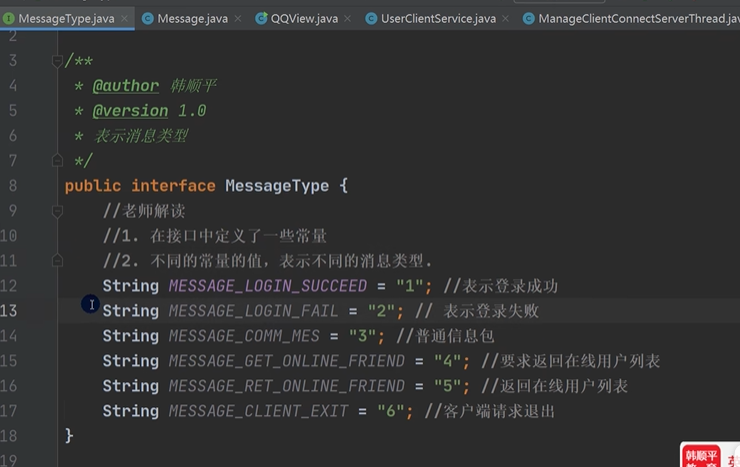 MessageType.java × Message.java × QQView.java × UserClientService.java × ManageClientConnectServerThread.jav
2
3 /**
4 * @author 韩顺平
5 * @version 1.0
6 * 表示消息类型
7 */
8 public interface MessageType {
9 //老师解读
10 //1. 在接口中定义了一些常量
11 //2. 不同的常量的值，表示不同的消息类型.
12 String MESSAGE_LOGIN_SUCCEED = "1"; //表示登录成功
13 String MESSAGE_LOGIN_FAIL = "2"; // 表示登录失败
14 String MESSAGE_COMM_MES = "3"; //普通信息包
15 String MESSAGE_GET_ONLINE_FRIEND = "4"; //要求返回在线用户列表
16 String MESSAGE_RET_ONLINE_FRIEND = "5"; //返回在线用户列表
17 String MESSAGE_CLIENT_EXIT = "6"; //客户端请求退出
18 }
19
韩顺平